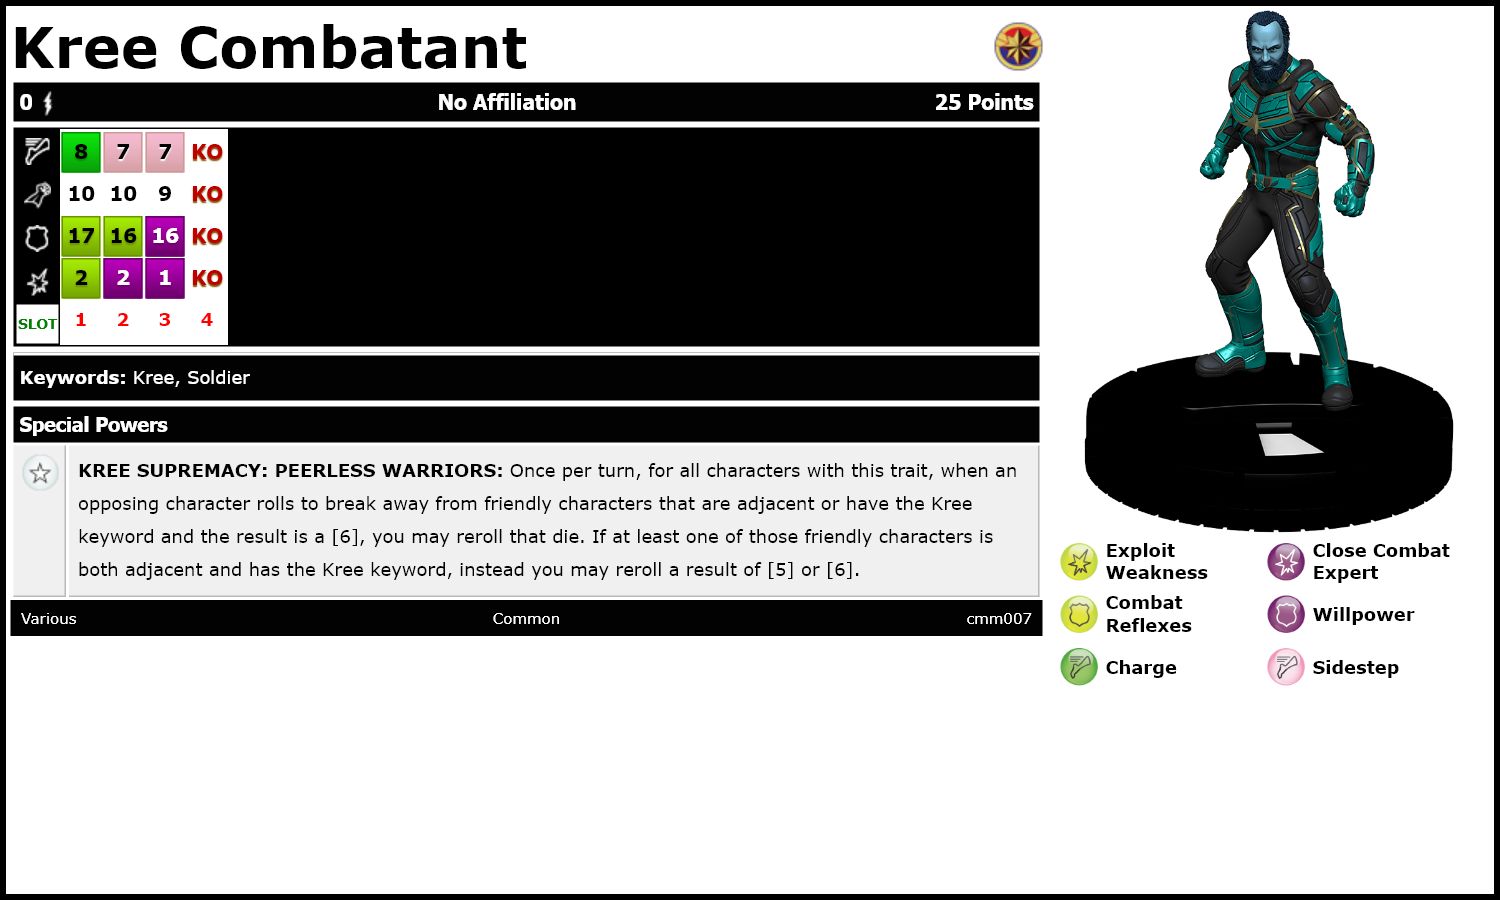 Kree Combatant
0 No Affiliation 25 Points
8 7 7 KO
10 10 9 KO
17 16 16 KO
2 2 1 KO
SLOT 1 2 3 4
Keywords: Kree, Soldier
Special Powers
KREE SUPREMACY: PEERLESS WARRIORS: Once per turn, for all characters with this trait, when an
opposing character rolls to break away from friendly characters that are adjacent or have the Kree
keyword and the result is a [6], you may reroll that die. If at least one of those friendly characters is
both adjacent and has the Kree keyword, instead you may reroll a result of [5] or [6].
Various Common cmm007
Exploit
Weakness
Close Combat
Expert
Combat
Reflexes
Willpower
Charge
Sidestep